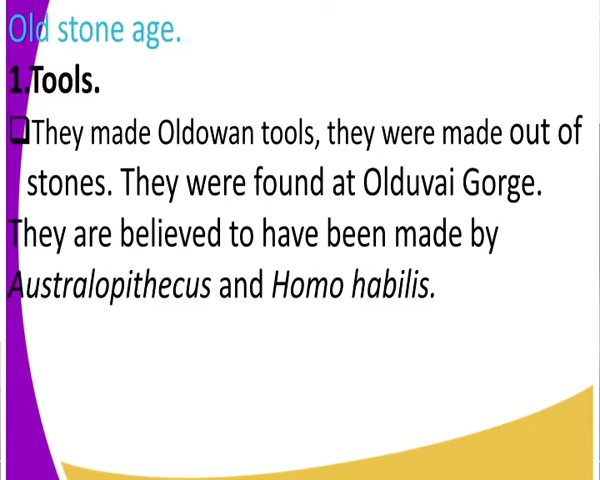 Old stone age.
1.Tools.
❑They made Oldowan tools, they were made out of
stones. They were found at Olduvai Gorge.
They are believed to have been made by
Australopithecus and Homo habilis.